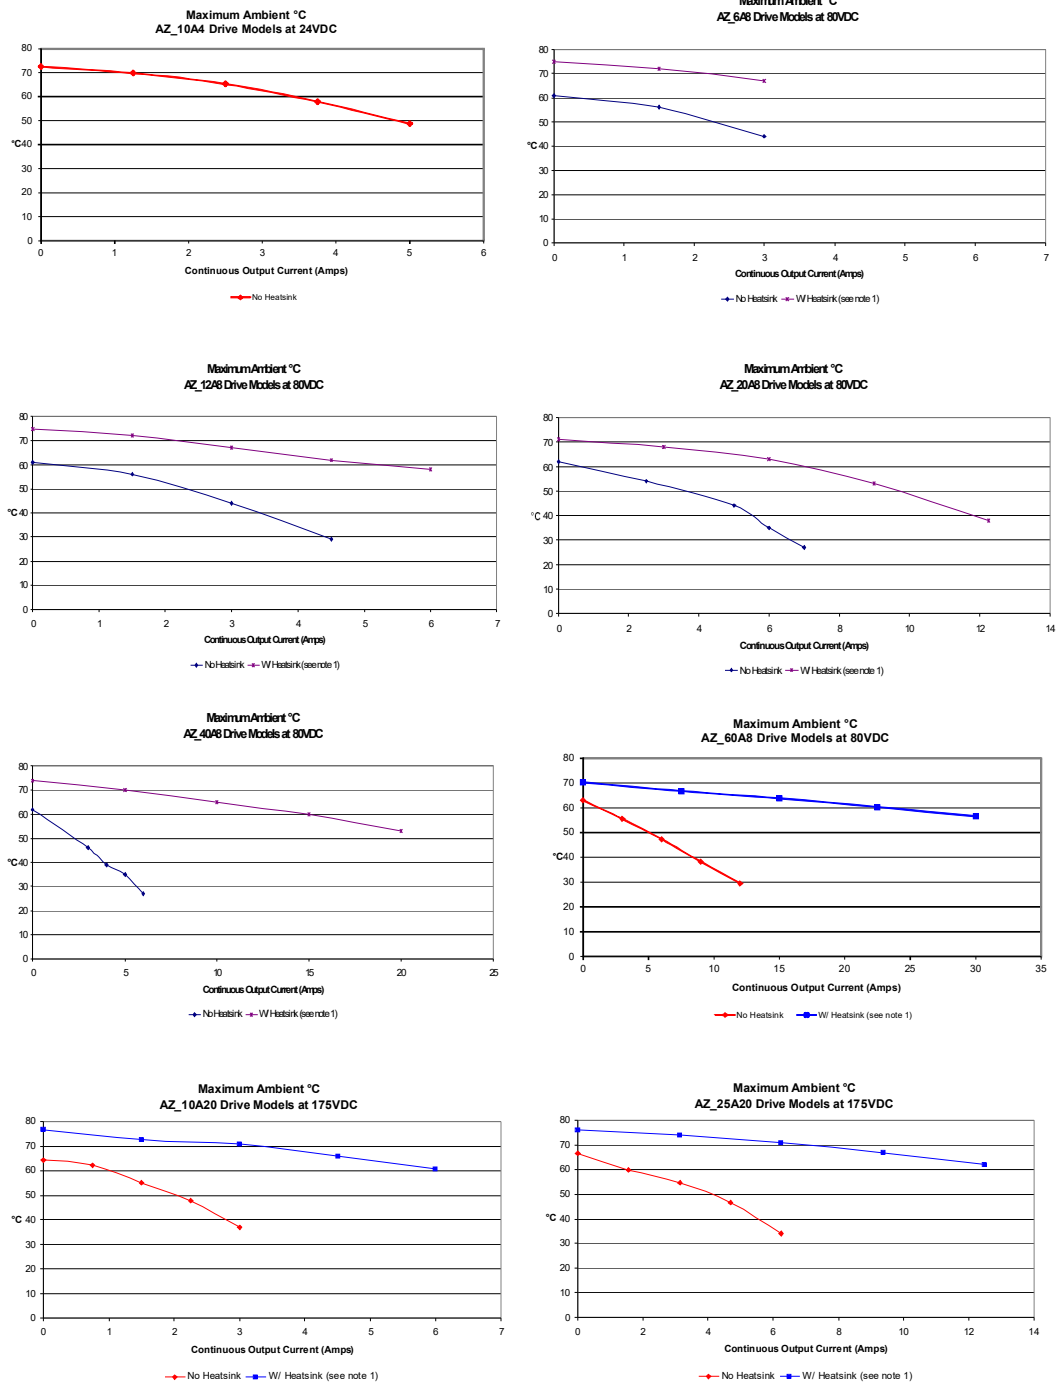 Maximum Ambient °C
AZ_10A4 Drive Models at 24VDC
80
70
60
50
°C 40
30
20
10
0
0 1 2 3 4 5 6
Continuous Output Current (Amps)
No Heatsink
Maximum Ambient °C
AZ_6A8 Drive Models at 80VDC
80
70
60
50
°C 40
30
20
10
0
0 1 2 3 4 5 6 7
Continuous Output Current (Amps)
No Heatsink W/ Heatsink (see note 1)
Maximum Ambient °C
AZ_12A8 Drive Models at 80VDC
80
70
60
50
°C 40
30
20
10
0
0 1 2 3 4 5 6 7
Continuous Output Current (Amps)
No Heatsink W/ Heatsink (see note 1)
Maximum Ambient °C
AZ_20A8 Drive Models at 80VDC
80
70
60
50
°C 40
30
20
10
0
0 2 4 6 8 10 12 14
Continuous Output Current (Amps)
No Heatsink W/ Heatsink (see note 1)
Maximum Ambient °C
AZ_40A8 Drive Models at 80VDC
80
70
60
50
°C 40
30
20
10
0
0 5 10 15 20 25
Continuous Output Current (Amps)
No Heatsink W/ Heatsink (see note 1)
Maximum Ambient °C
AZ_60A8 Drive Models at 80VDC
80
70
60
50
°C 40
30
20
10
0
0 5 10 15 20 25 30 35
Continuous Output Current (Amps)
No Heatsink W/ Heatsink (see note 1)
Maximum Ambient °C
AZ_10A20 Drive Models at 175VDC
80
70
60
50
°C 40
30
20
10
0
0 1 2 3 4 5 6 7
Continuous Output Current (Amps)
No Heatsink W/ Heatsink (see note 1)
Maximum Ambient °C
AZ_25A20 Drive Models at 175VDC
80
70
60
50
°C 40
30
20
10
0
0 2 4 6 8 10 12 14
Continuous Output Current (Amps)
No Heatsink W/ Heatsink (see note 1)